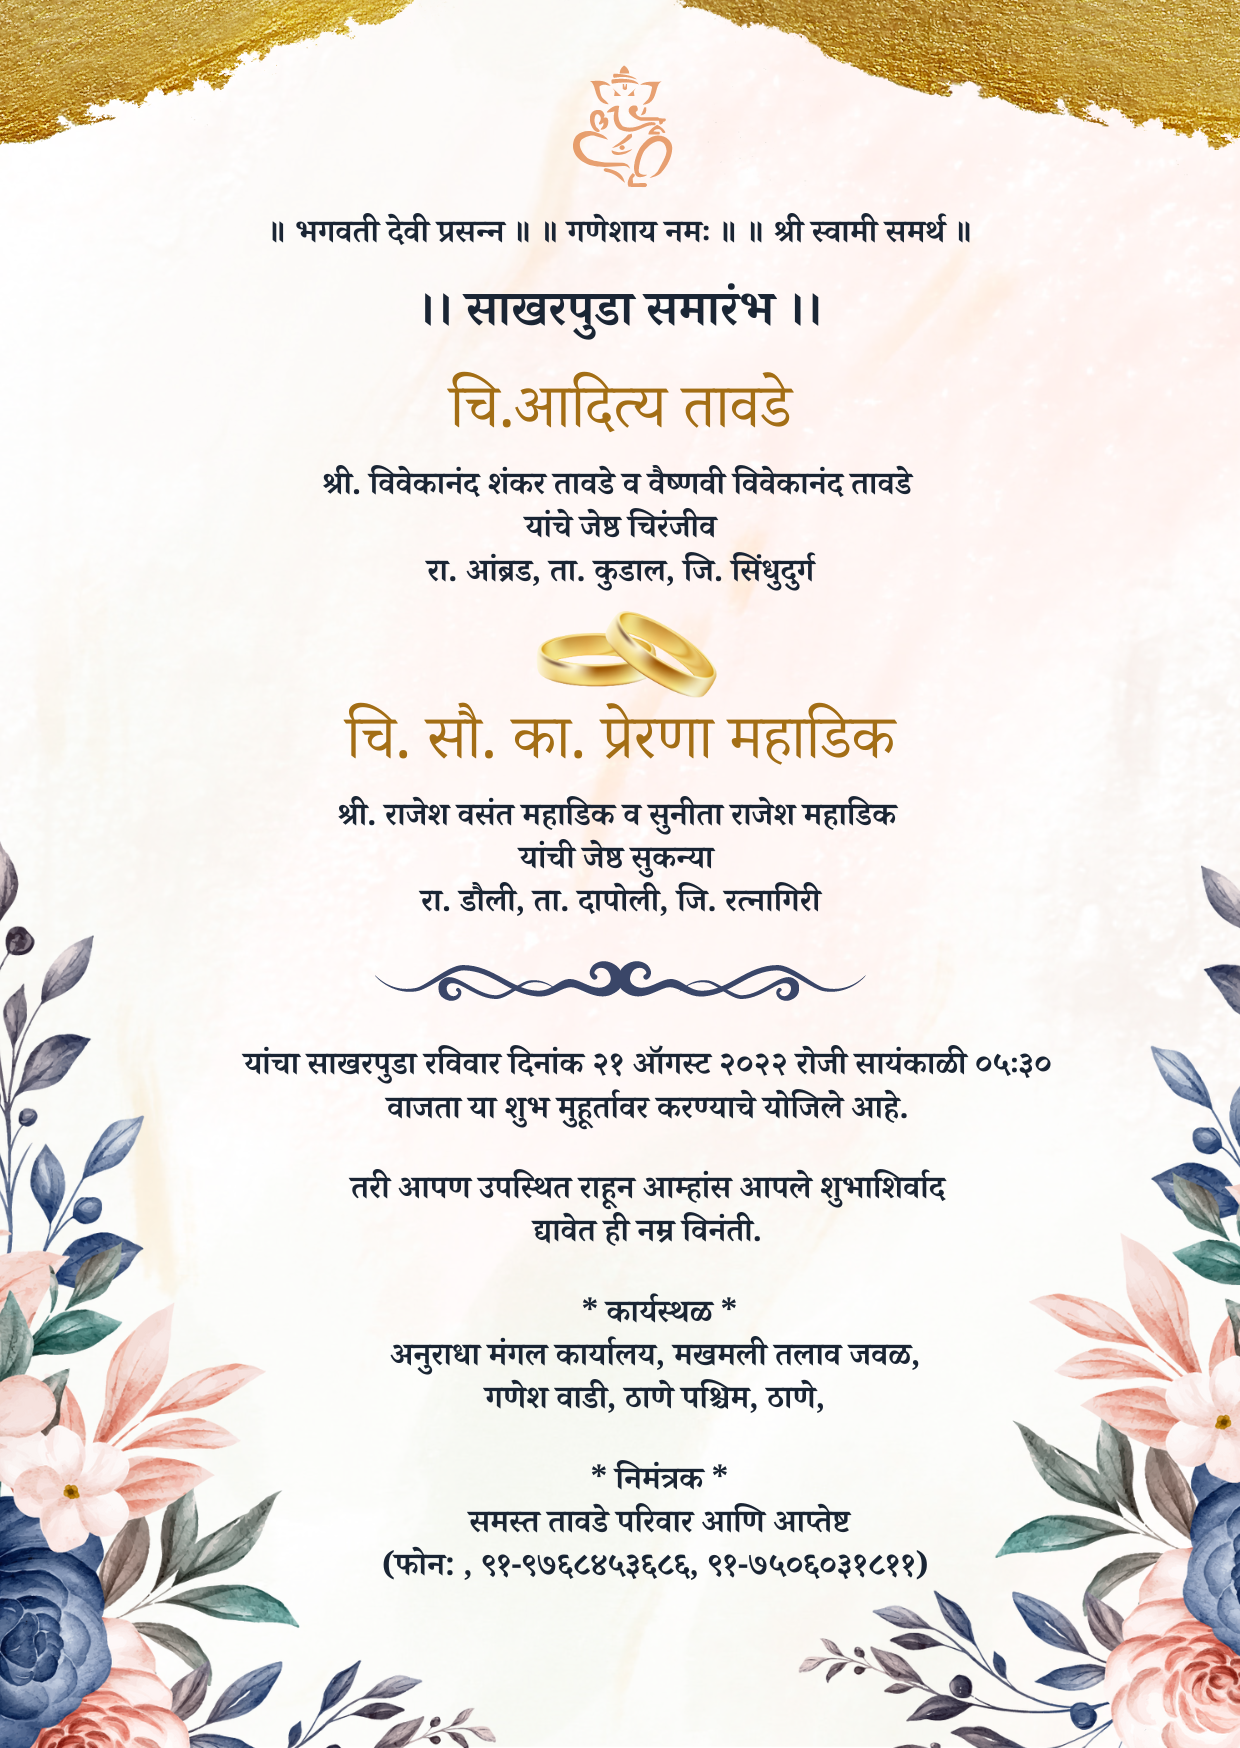 ॥ भगवती देवी प्रसन्न ॥ ॥ गणेशाय नमः ॥ ॥ श्री स्वामी समर्थ ॥
।। साखरपुडा समारंभ ।।
चि.आदित्य तावडे
श्री. विवेकानंद शंकर तावडे व वैष्णवी विवेकानंद तावडे
यांचे जेष्ठ चिरंजीव
रा. आंब्रड, ता. कुडाल, जि. सिंधुदुर्ग
चि. सौ. का. प्रेरणा महाडिक
श्री. राजेश वसंत महाडिक व सुनीता राजेश महाडिक
यांची जेष्ठ सुकन्या
रा. डौली, ता. दापोली, जि. रत्नागिरी
यांचा साखरपुडा रविवार दिनांक २१ ऑगस्ट २०२२ रोजी सायंकाळी ०५:३०
वाजता या शुभ मुहूर्तावर करण्याचे योजिले आहे.
तरी आपण उपस्थित राहून आम्हांस आपले शुभाशिर्वाद
द्यावेत ही नम्र विनंती.
* कार्यस्थळ *
अनुराधा मंगल कार्यालय, मखमली तलाव जवळ,
गणेश वाडी, ठाणे पश्चिम, ठाणे,
* निमंत्रक *
समस्त तावडे परिवार आणि आप्तेष्ट
(फोन: , ९१-९७६८४५३६८६, ९१-७५०६०३१८११)